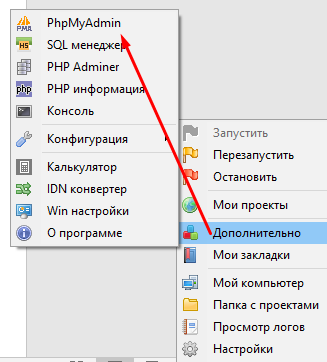 PhpMyAdmin
SQL менеджер
PHP Adminer
PHP информация
Консоль
Конфигурация
Калькулятор
IDN конвертер
Win настройки
О программе
Запустить
Перезапустить
Остановить
Мои проекты
Дополнительно
Мои закладки
Мой компьютер
Папка с проектами
Просмотр логов
Настройки